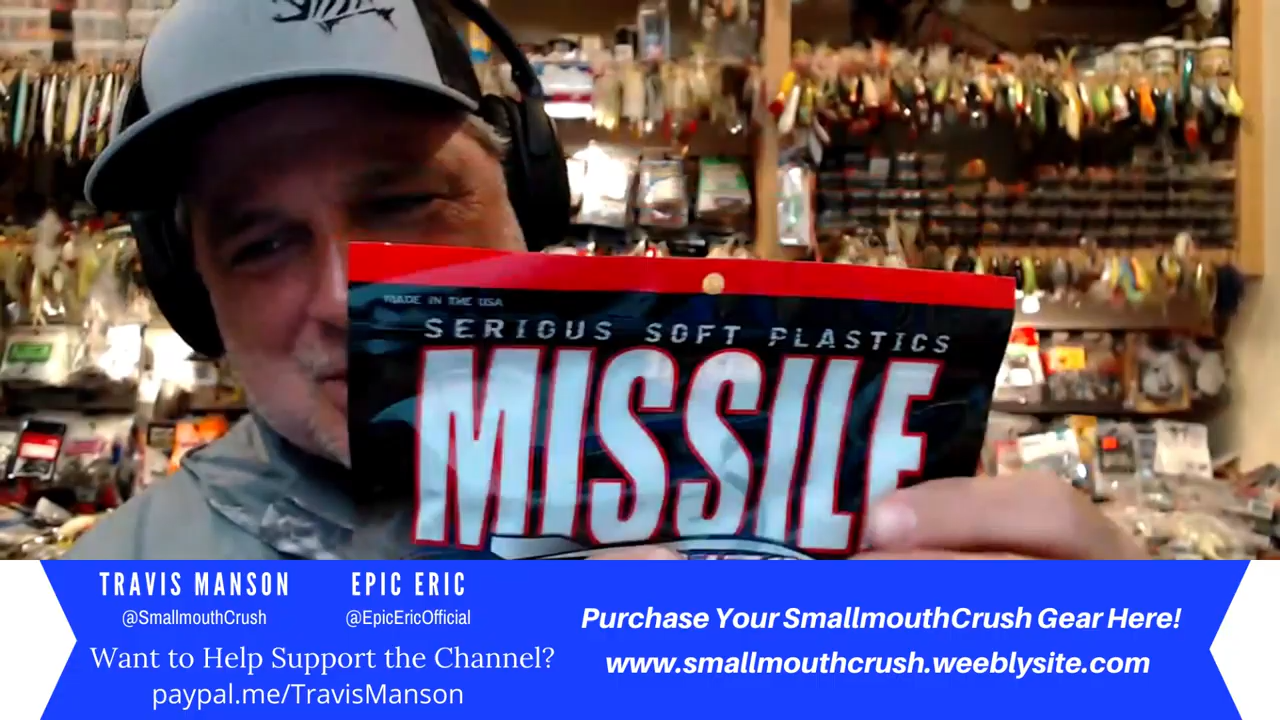 MADE IN THE USA
SERIOUS SOFT PLASTICS
MISSILE
TRAVIS MANSON
EPIC ERIC
@SmallmouthCrush
@EpicEricOfficial
Want to Help Support the Channel?
paypal.me/TravisManson
Purchase Your SmallmouthCrush Gear Here!
www.smallmouthcrush.weeblysite.com